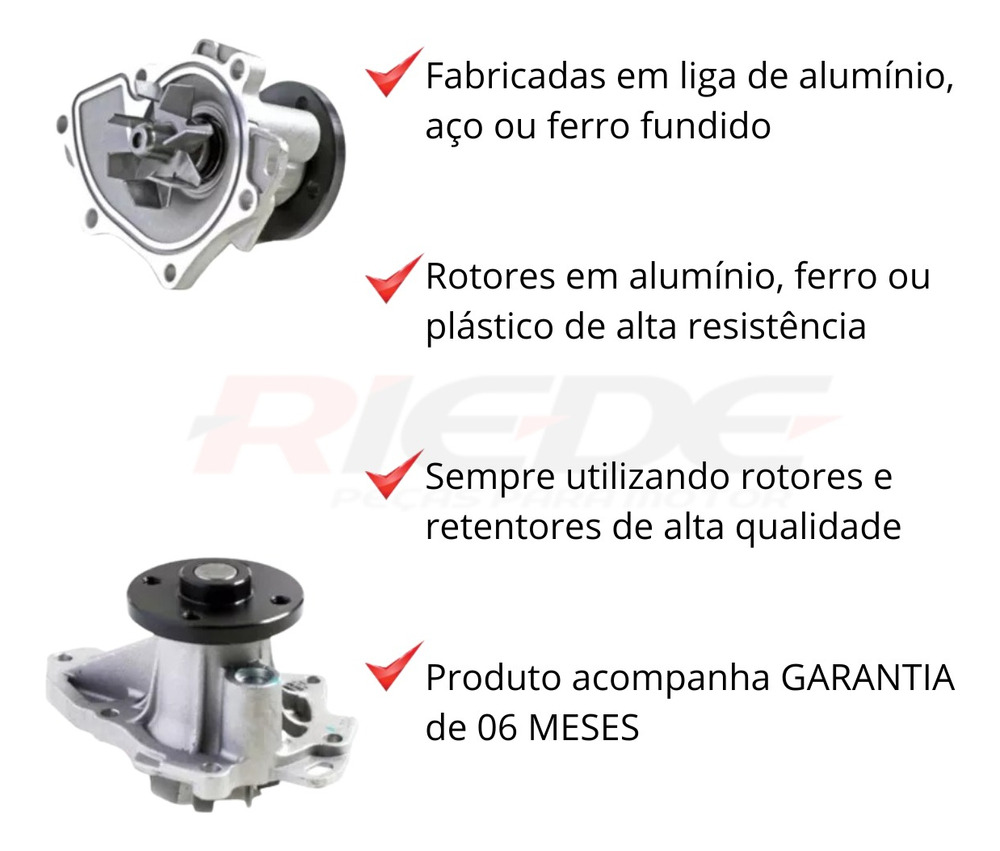 Fabricadas em liga de alumínio,
aço ou ferro fundido
Rotores em alumínio, ferro ou
plástico de alta resistência
RIEDE
PEÇAS PARA MOTOR
Sempre utilizando rotores e
retentores de alta qualidade
Produto acompanha GARANTIA
de 06 MESES